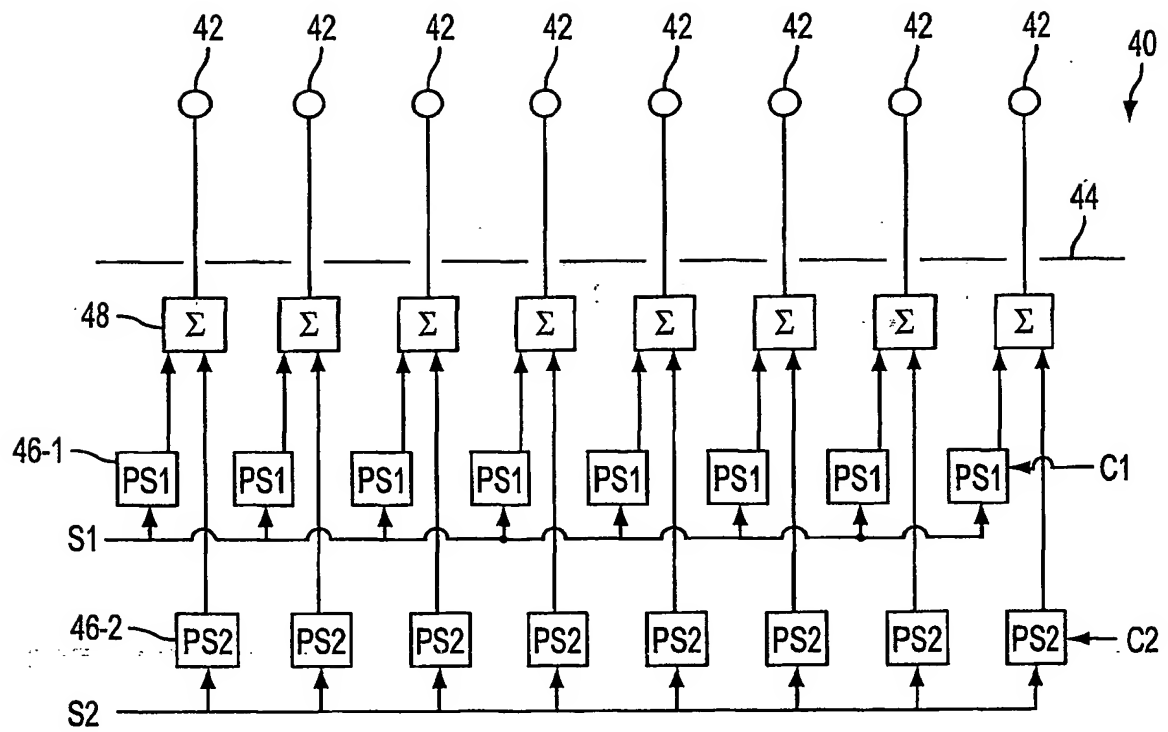 42 42 42 42 42 42 42 42
40
44
48 Σ Σ Σ Σ Σ Σ Σ Σ
46-1 PS1 PS1 PS1 PS1 PS1 PS1 PS1 PS1 C1
S1
46-2 PS2 PS2 PS2 PS2 PS2 PS2 PS2 PS2 C2
S2